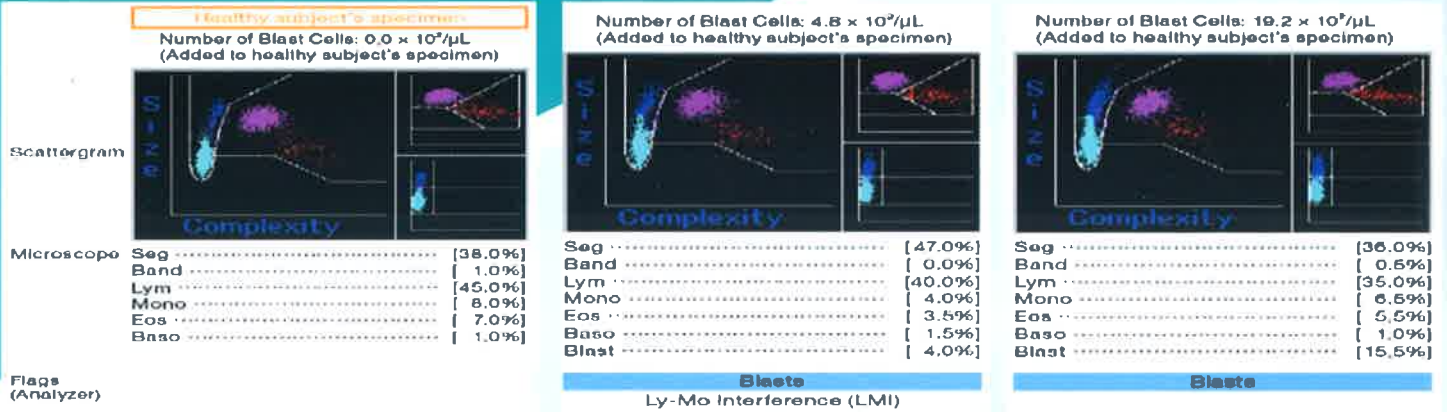 Healthy subject's specimen
Number of Blast Cells: 0.0 × 10²/μL
(Added to healthy subject's specimen)
Size
Complexity
Scattergram
Microscope
Seg [38.0%]
Band [ 1.0%]
Lym [45.0%]
Mono [ 8.0%]
Eos [ 7.0%]
Baso [ 1.0%]
Flags
(Analyzer)
Number of Blast Cells: 4.8 × 10²/μL
(Added to healthy subject's specimen)
Size
Complexity
Seg [47.0%]
Band [ 0.0%]
Lym [40.0%]
Mono [ 4.0%]
Eos [ 3.5%]
Baso [ 1.5%]
Blast [ 4.0%]
Blasts
Ly-Mo Interference (LMI)
Number of Blast Cells: 19.2 × 10²/μL
(Added to healthy subject's specimen)
Size
Complexity
Seg [36.0%]
Band [ 0.5%]
Lym [35.0%]
Mono [ 6.5%]
Eos [ 5.5%]
Baso [ 1.0%]
Blast [15.5%]
Blasts